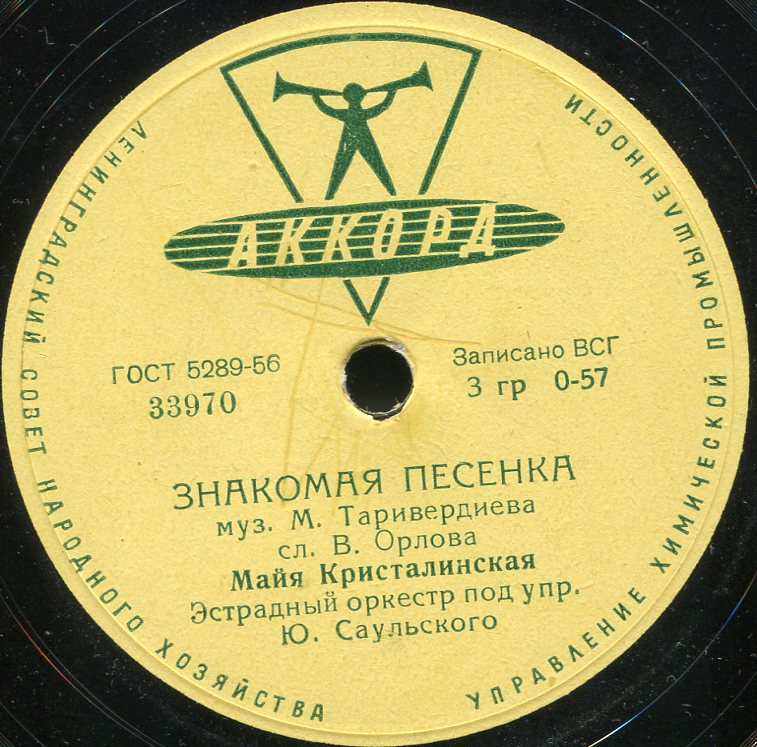 ЛЕНИНГРАДСКИЙ СОВЕТ НАРОДНОГО ХОЗЯЙСТВА
УПРАВЛЕНИЕ ХИМИЧЕСКОЙ ПРОМЫШЛЕННОСТИ
АККОРД
ГОСТ 5289-56
33970
Записано ВСГ
3 гр 0-57
ЗНАКОМАЯ ПЕСЕНКА
муз. М. Таривердиева
сл. В. Орлова
Майя Кристалинская
Эстрадный оркестр под упр.
Ю. Саульского